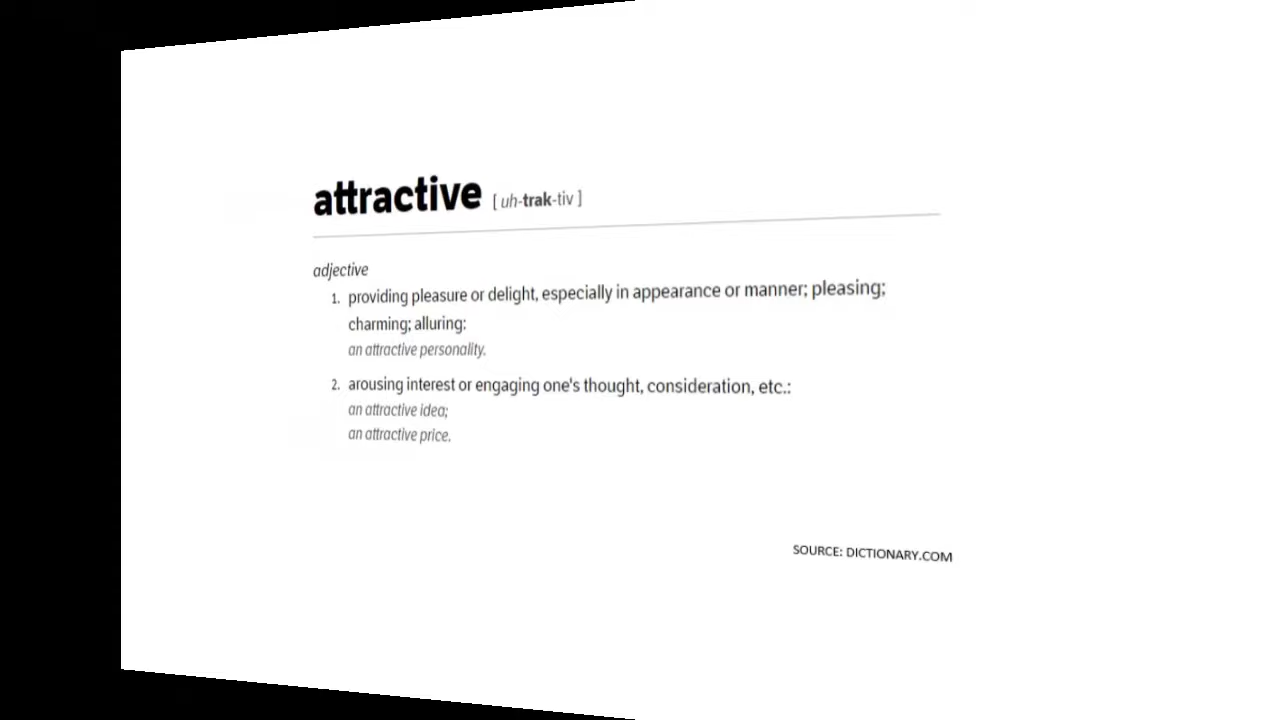 attractive [ uh-trak-tiv ]
adjective
1. providing pleasure or delight, especially in appearance or manner; pleasing;
charming; alluring:
an attractive personality.
2. arousing interest or engaging one's thought, consideration, etc.:
an attractive idea;
an attractive price.
SOURCE: DICTIONARY.COM